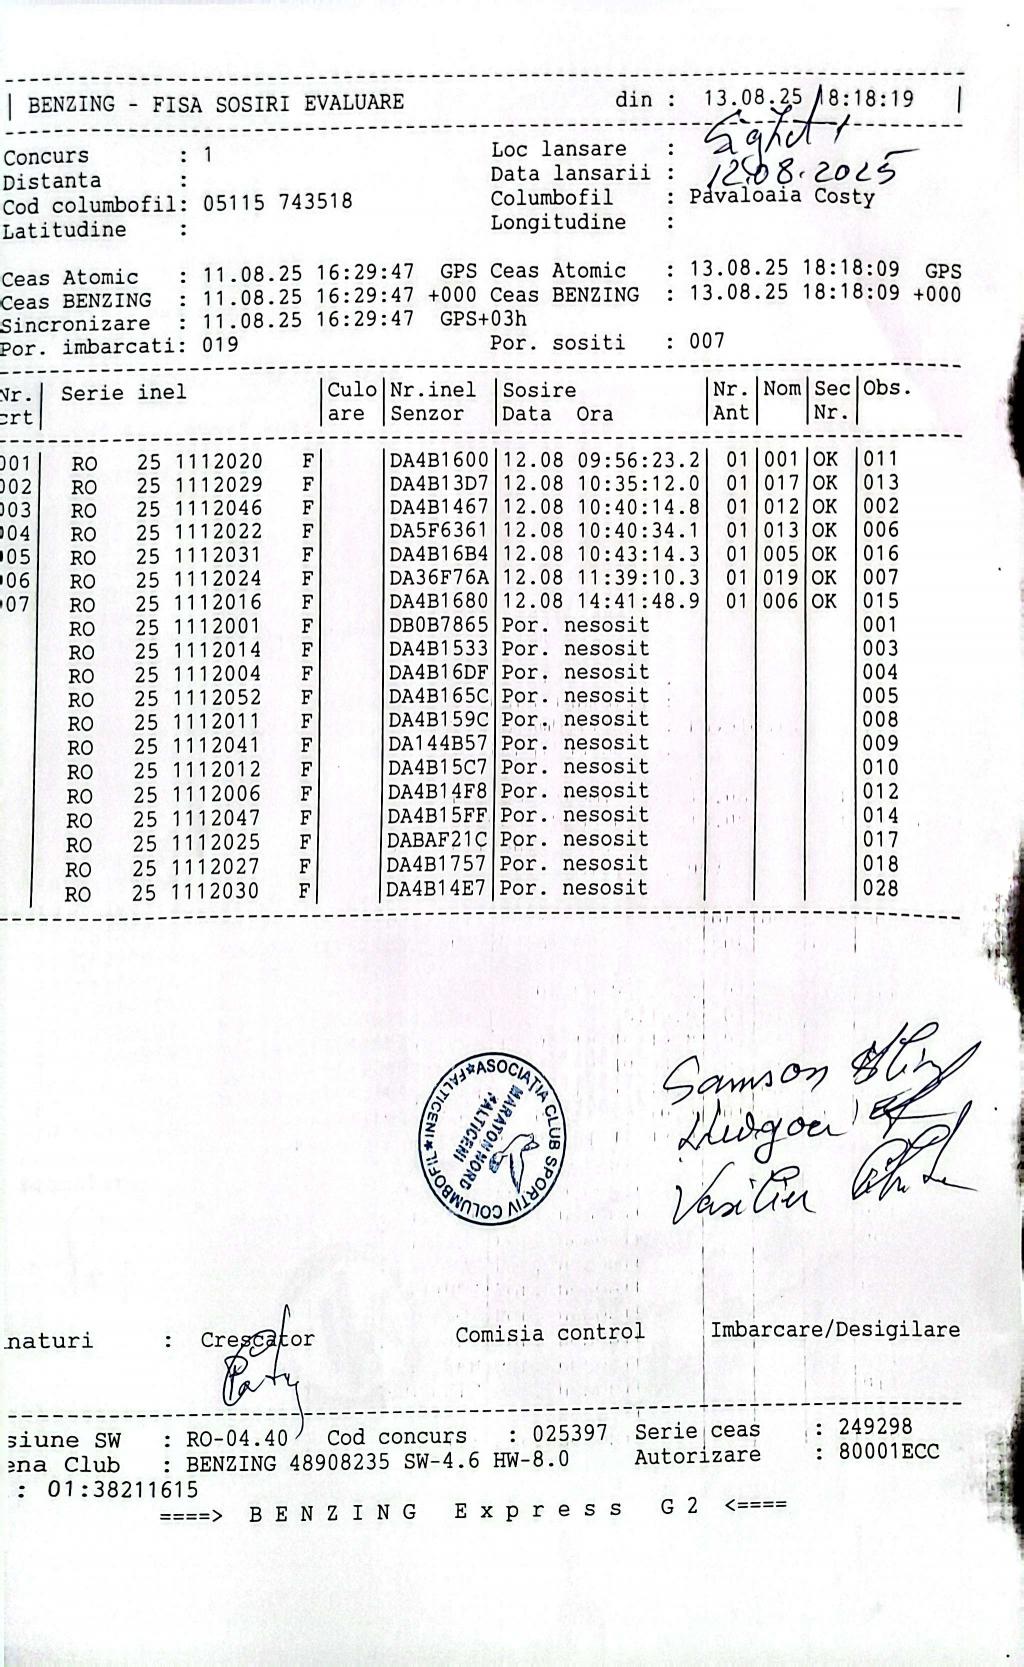 BENZING - FISA SOSIRI EVALUARE din : 13.08.25 18:18:19
Concurs : 1 Loc lansare : Sighet 1
Distanta : Data lansarii : 12.08.2025
Cod columbofil: 05115 743518 Columbofil : Pavaloaia Costy
Latitudine : Longitudine :
Ceas Atomic : 11.08.25 16:29:47 GPS Ceas Atomic : 13.08.25 18:18:09 GPS
Ceas BENZING : 11.08.25 16:29:47 +000 Ceas BENZING : 13.08.25 18:18:09 +000
Sincronizare : 11.08.25 16:29:47 GPS+03h
Por. imbarcati: 019 Por. sositi : 007
Nr. Serie inel Culo Nr.inel Sosire Nr. Nom Sec Obs.
crt are Senzor Data Ora Ant Nr.
001 RO 25 1112020 F DA4B1600 12.08 09:56:23.2 01 001 OK 011
002 RO 25 1112029 F DA4B13D7 12.08 10:35:12.0 01 017 OK 013
003 RO 25 1112046 F DA4B1467 12.08 10:40:14.8 01 012 OK 002
004 RO 25 1112022 F DA5F6361 12.08 10:40:34.1 01 013 OK 006
005 RO 25 1112031 F DA4B16B4 12.08 10:43:14.3 01 005 OK 016
006 RO 25 1112024 F DA36F76A 12.08 11:39:10.3 01 019 OK 007
007 RO 25 1112016 F DA4B1680 12.08 14:41:48.9 01 006 OK 015
RO 25 1112001 F DB0B7865 Por. nesosit 001
RO 25 1112014 F DA4B1533 Por. nesosit 003
RO 25 1112004 F DA4B16DF Por. nesosit 004
RO 25 1112052 F DA4B165C Por. nesosit 005
RO 25 1112011 F DA4B159C Por. nesosit 008
RO 25 1112041 F DA144B57 Por. nesosit 009
RO 25 1112012 F DA4B15C7 Por. nesosit 010
RO 25 1112006 F DA4B14F8 Por. nesosit 012
RO 25 1112047 F DA4B15FF Por. nesosit 014
RO 25 1112025 F DABAF21C Por. nesosit 017
RO 25 1112027 F DA4B1757 Por. nesosit 018
RO 25 1112030 F DA4B14E7 Por. nesosit 028
ASOCIATIA CLUB SPORTIV COLUMBOFIL FALTICENI
MARATON NORD
FALTICENI
Samson
Vasiliu
naturi : Crescator Comisia control Imbarcare/Desigilare
siune SW : RO-04.40 Cod concurs : 025397 Serie ceas : 249298
ena Club : BENZING 48908235 SW-4.6 HW-8.0 Autorizare : 80001ECC
: 01:38211615
====> BENZING Express G2 <====